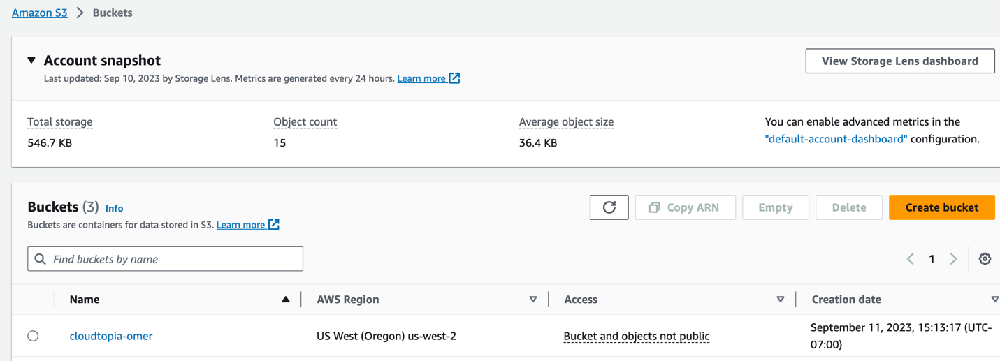 Amazon S3 > Buckets
Account snapshot
View Storage Lens dashboard
Last updated: Sep 10, 2023 by Storage Lens. Metrics are generated every 24 hours. Learn more
Total storage
Object count
Average object size
You can enable advanced metrics in the
546.7 KB
15
36.4 KB
"default-account-dashboard" configuration.
Buckets (3) Info
Copy ARN
Empty
Delete
Create bucket
Buckets are containers for data stored in S3. Learn more
Find buckets by name
1
Name
AWS Region
Access
Creation date
cloudtopia-omer
US West (Oregon) us-west-2
Bucket and objects not public
September 11, 2023, 15:13:17 (UTC-
07:00)